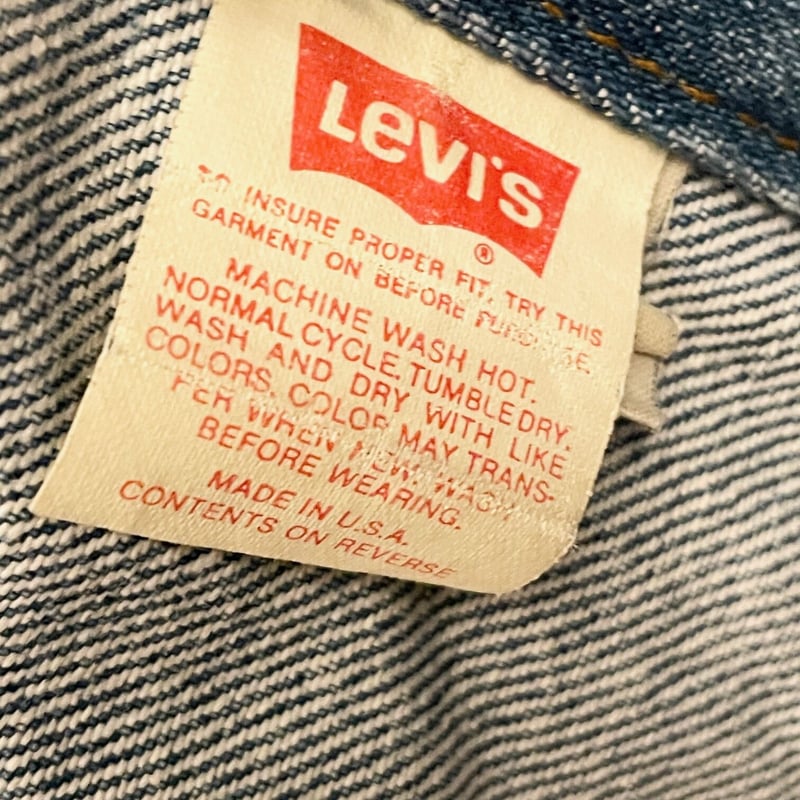 LEVI'S
®
TO INSURE PROPER FIT, TRY THIS
GARMENT ON BEFORE PURCHASE.
MACHINE WASH HOT.
NORMAL CYCLE. TUMBLE DRY.
WASH AND DRY WITH LIKE
COLORS. COLOR MAY TRANS-
FER WHEN NEW. WASH
BEFORE WEARING.
MADE IN U.S.A.
CONTENTS ON REVERSE